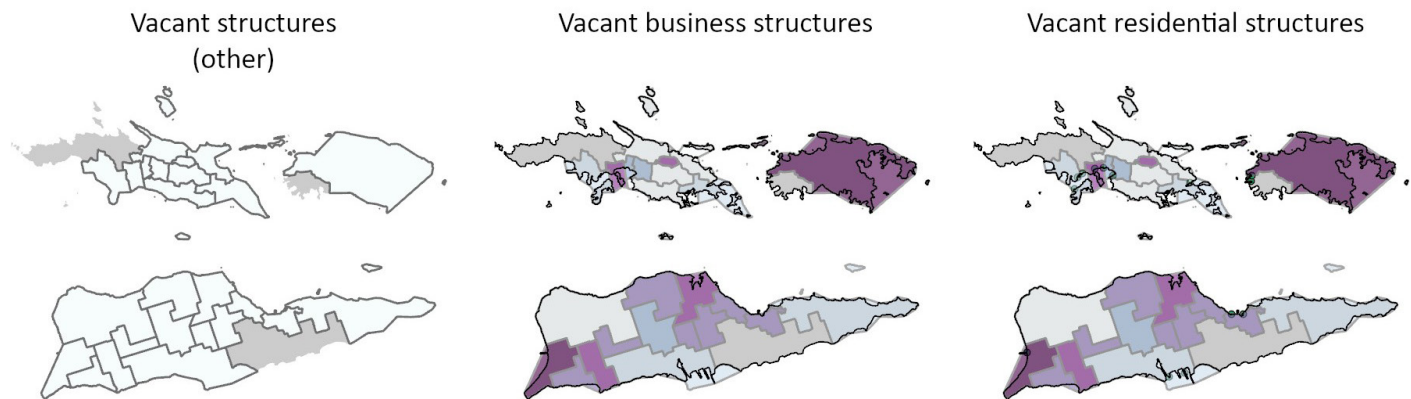 Vacant structures
(other)
Vacant business structures
Vacant residential structures